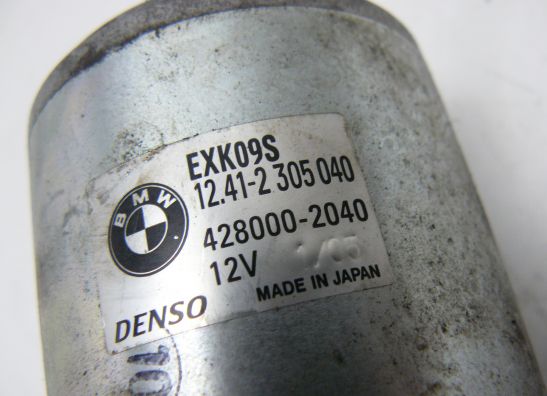 EXK09S
12.41-2 305 040
BMW
428000-2040
12V
MADE IN JAPAN
DENSO